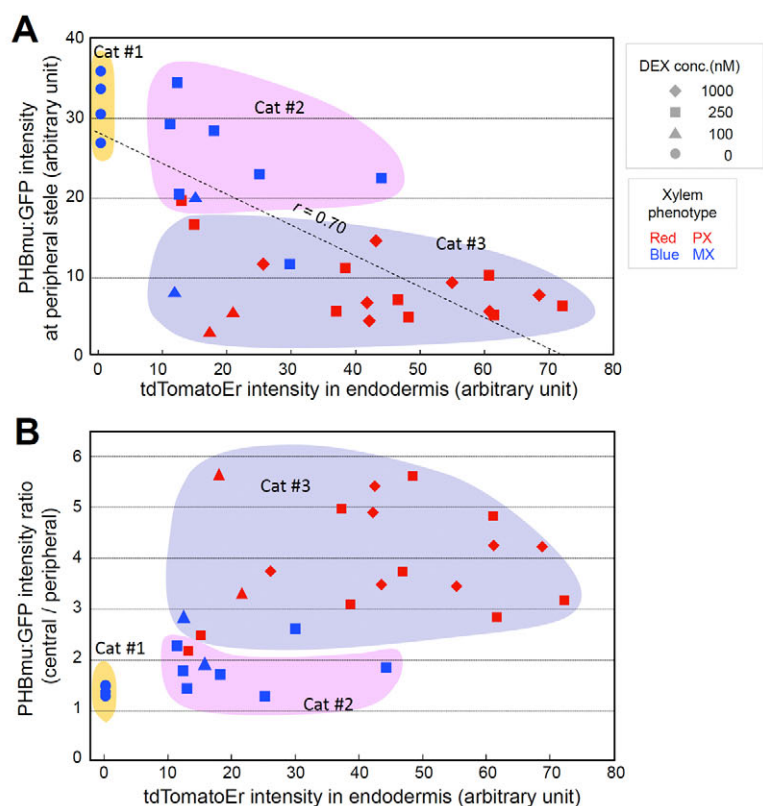 A
Cat #1
Cat #2
Cat #3
r = 0.70
40
30
20
10
0
0 10 20 30 40 50 60 70 80
PHBmu:GFP intensity
at peripheral stele (arbitrary unit)
tdTomatoEr intensity in endodermis (arbitrary unit)
DEX conc.(nM)
1000
250
100
0
Xylem
phenotype
Red PX
Blue MX
B
Cat #3
Cat #1
Cat #2
6
5
4
3
2
1
0
0 10 20 30 40 50 60 70 80
PHBmu:GFP intensity ratio
(central / peripheral)
tdTomatoEr intensity in endodermis (arbitrary unit)